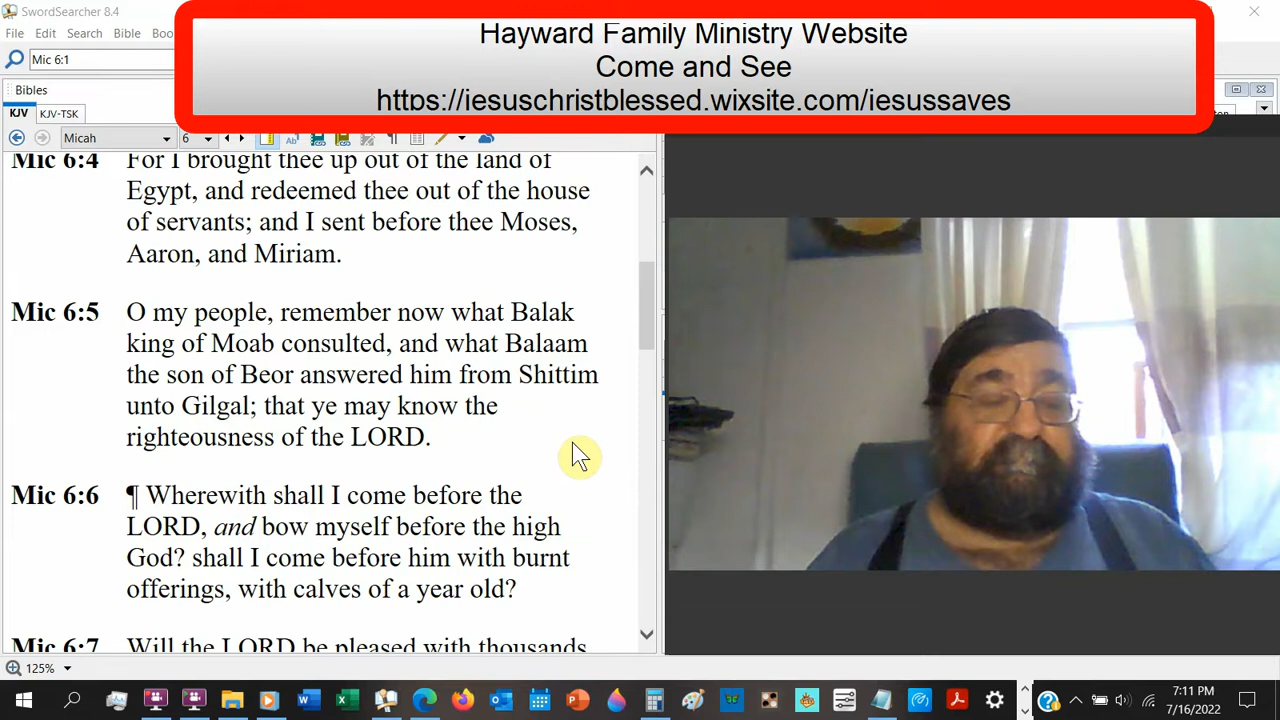 SwordSearcher 8.4
File Edit Search Bible
Mic 6:1
Hayward Family Ministry Website
Come and See
https://jesuschristblessed.wixsite.com/jesussaves
Bibles
KJV KJV-TSK
Micah 6
Mic 6:4 For I brought thee up out of the land of
Egypt, and redeemed thee out of the house
of servants; and I sent before thee Moses,
Aaron, and Miriam.
Mic 6:5 O my people, remember now what Balak
king of Moab consulted, and what Balaam
the son of Beor answered him from Shittim
unto Gilgal; that ye may know the
righteousness of the LORD.
Mic 6:6 ¶ Wherewith shall I come before the
LORD, and bow myself before the high
God? shall I come before him with burnt
offerings, with calves of a year old?
Mic 6:7 Will the LORD be pleased with thousands
125%
7:11 PM
7/16/2022